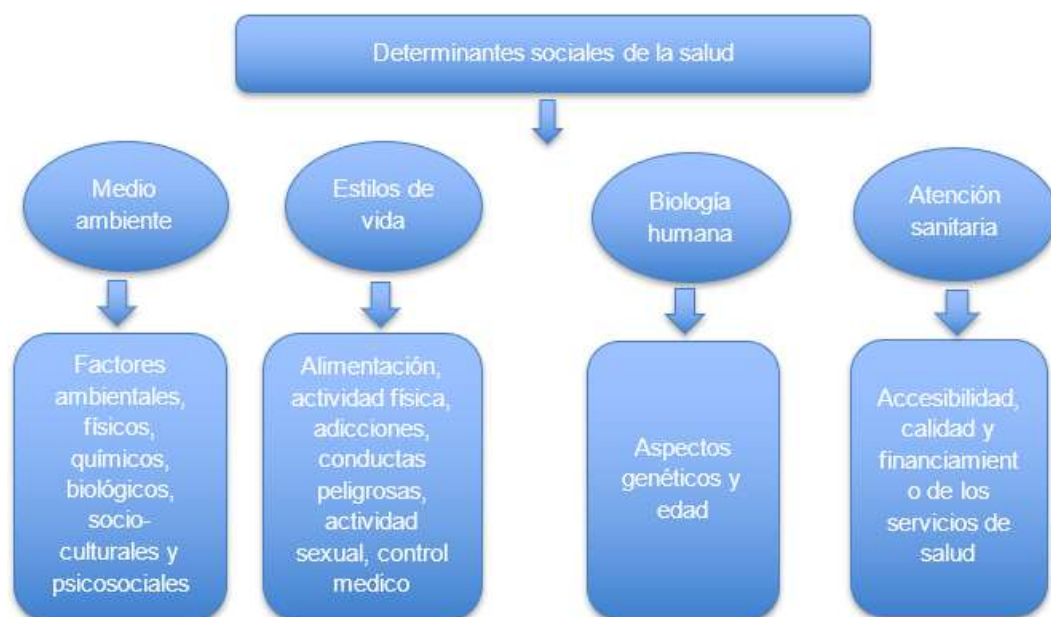 Determinantes sociales de la salud
Medio
ambiente
Estilos de
vida
Biología
humana
Atención
sanitaria
Factores
ambientales,
físicos,
químicos,
biológicos,
socio-
culturales y
psicosociales
Alimentación,
actividad física,
adicciones,
conductas
peligrosas,
actividad
sexual, control
medico
Aspectos
genéticos y
edad
Accesibilidad,
calidad y
financiamient
o de los
servicios de
salud